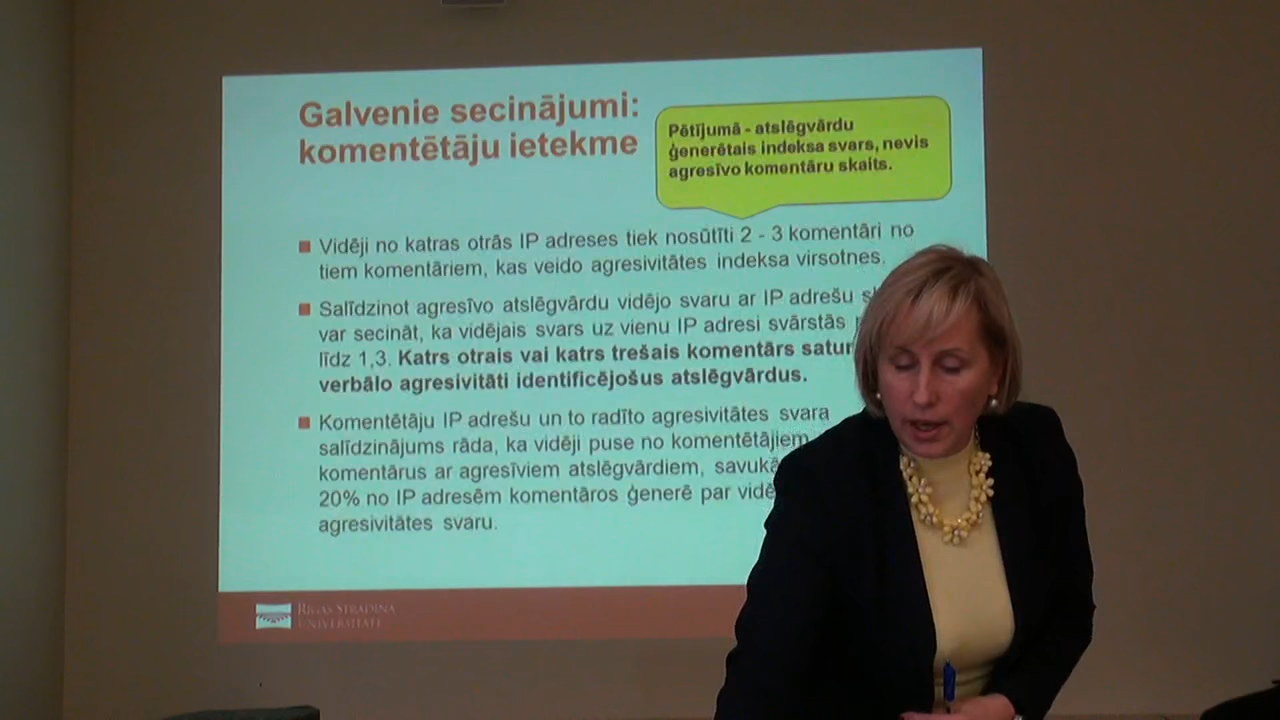 Galvenie secinājumi:
komentētāju ietekme
Pētījumā - atslēgvārdu
ģenerētais indeksa svars, nevis
agresīvo komentāru skaits.
Vidēji no katras otrās IP adreses tiek nosūtīti 2 - 3 komentāri no
tiem komentāriem, kas veido agresivitātes indeksa virsotnes.
Salīdzinot agresīvo atslēgvārdu vidējo svaru ar IP adrešu
var secināt, ka vidējais svars uz vienu IP adresi svārstās
līdz 1,3. Katrs otrais vai katrs trešais komentārs satur
verbālo agresivitāti identificējošus atslēgvārdus.
Komentētāju IP adrešu un to radīto agresivitātes svara
salīdzinājums rāda, ka vidēji puse no komentētājiem
komentārus ar agresīviem atslēgvārdiem,
20% no IP adresēm komentāros ģenerē par
agresivitātes svaru.
RĪGAS STRADIŅA
UNIVERSITĀTE